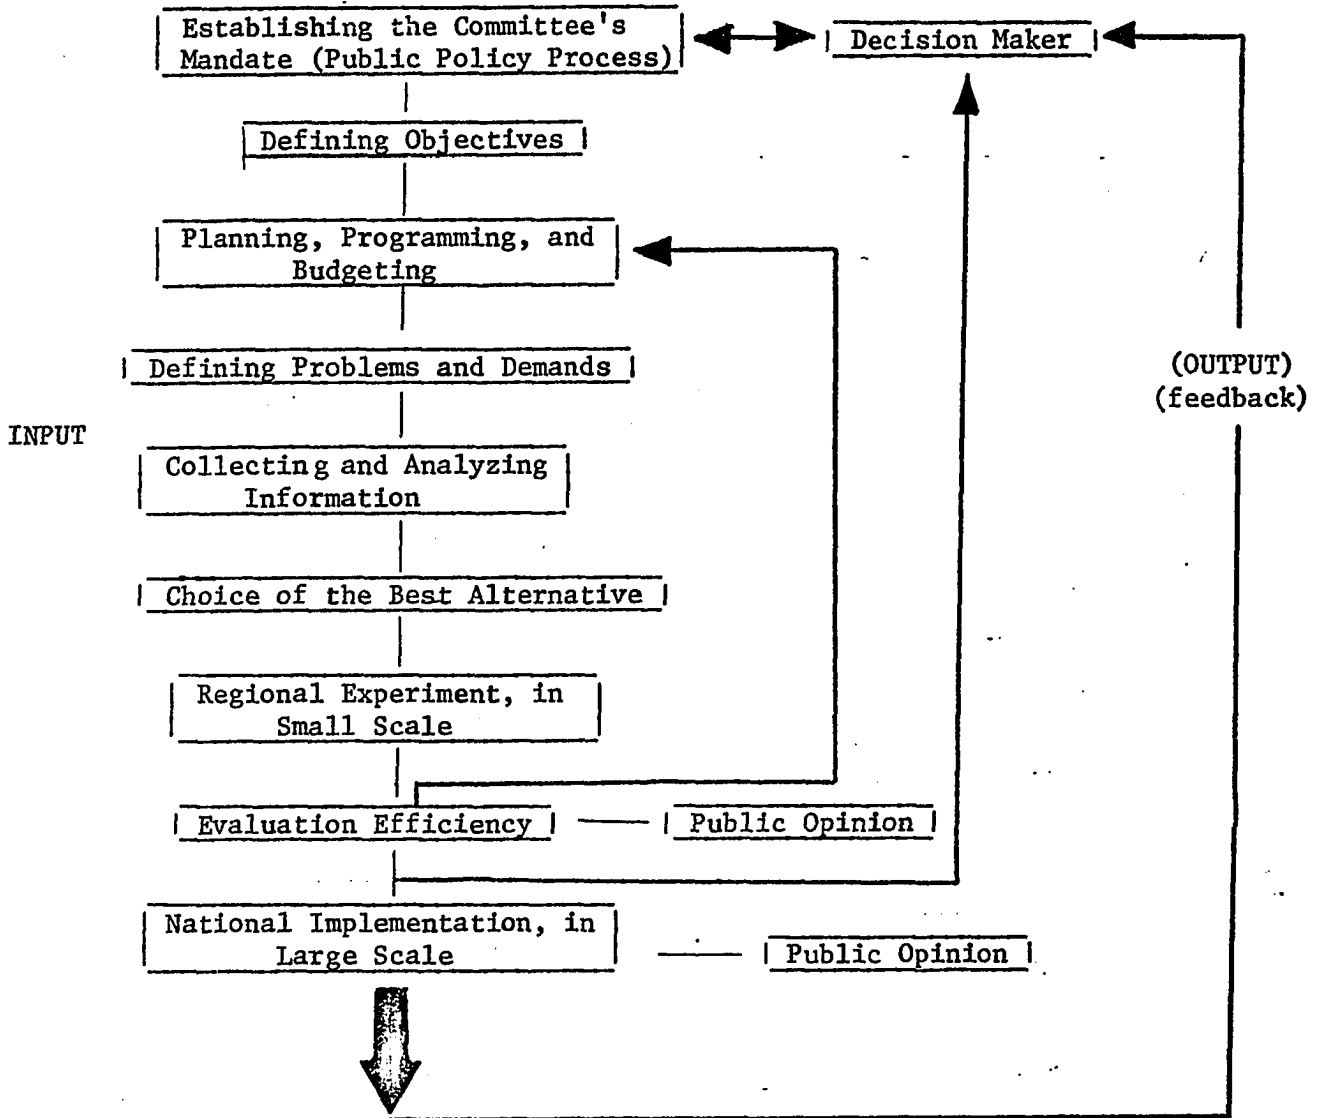 Establishing the Committee's
Mandate (Public Policy Process)
Decision Maker
Defining Objectives
Planning, Programming, and
Budgeting
Defining Problems and Demands
(OUTPUT)
(feedback)
INPUT
Collecting and Analyzing
Information
Choice of the Best Alternative
Regional Experiment, in
Small Scale
Evaluation Efficiency
Public Opinion
National Implementation, in
Large Scale
Public Opinion